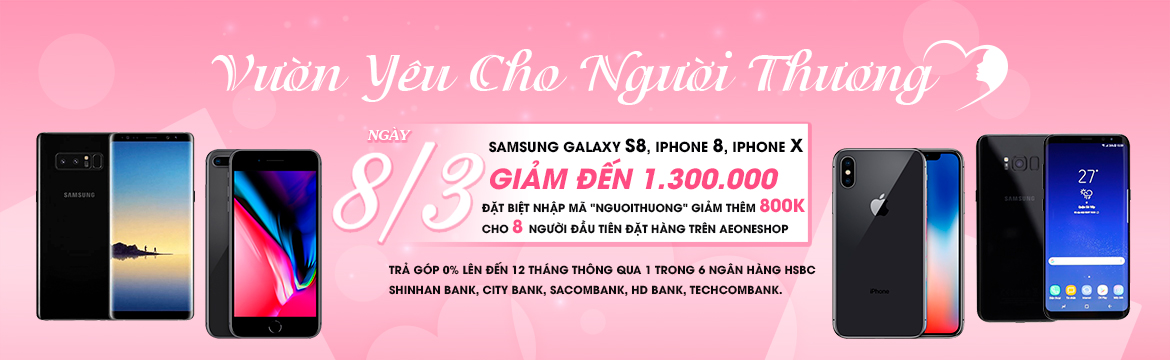 Vườn Yêu Cho Người Thương
NGÀY
8/3
SAMSUNG GALAXY S8, IPHONE 8, IPHONE X
GIẢM ĐẾN 1.300.000
ĐẶT BIỆT NHẬP MÃ "NGUOITHUONG" GIẢM THÊM 800K
CHO 8 NGƯỜI ĐẦU TIÊN ĐẶT HÀNG TRÊN AEONESHOP
TRẢ GÓP 0% LÊN ĐẾN 12 THÁNG THÔNG QUA 1 TRONG 6 NGÂN HÀNG HSBC
SHINHAN BANK, CITY BANK, SACOMBANK, HD BANK, TECHCOMBANK.
SAMSUNG
iPhone
SAMSUNG
27°